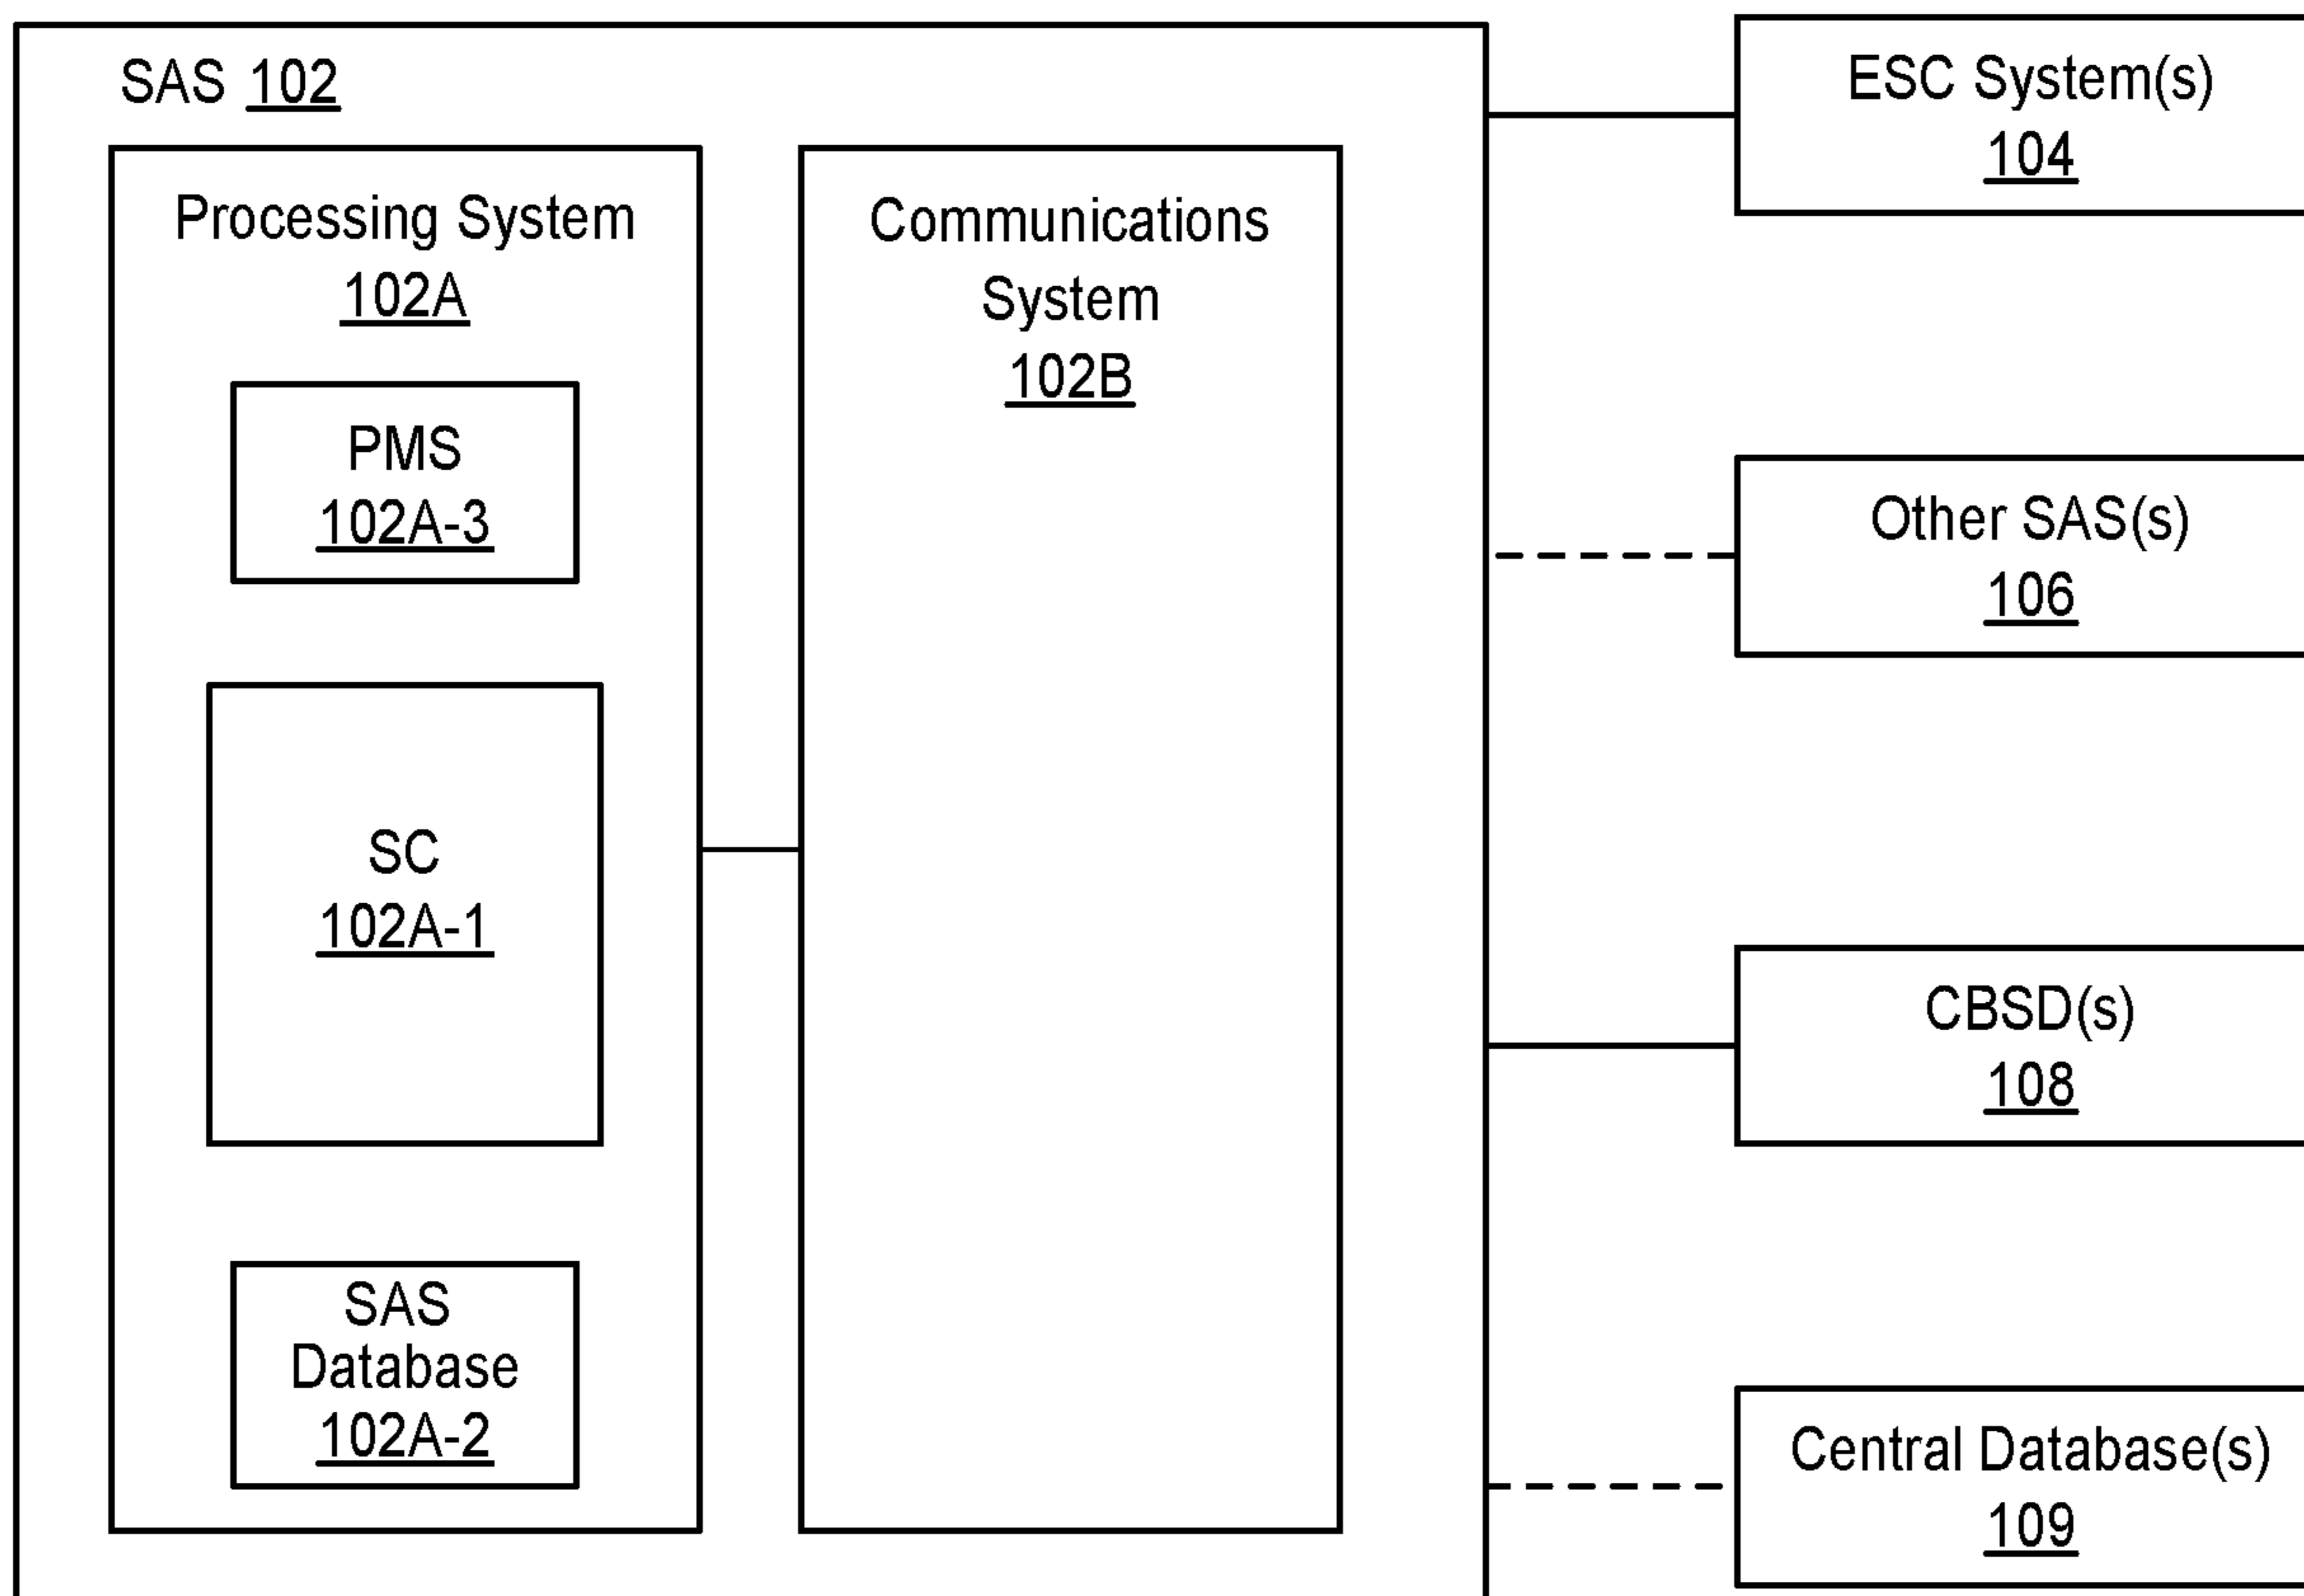 SAS 102
Processing System
102A
PMS
102A-3
SC
102A-1
SAS
Database
102A-2
Communications
System
102B
ESC System(s)
104
Other SAS(s)
106
CBSD(s)
108
Central Database(s)
109